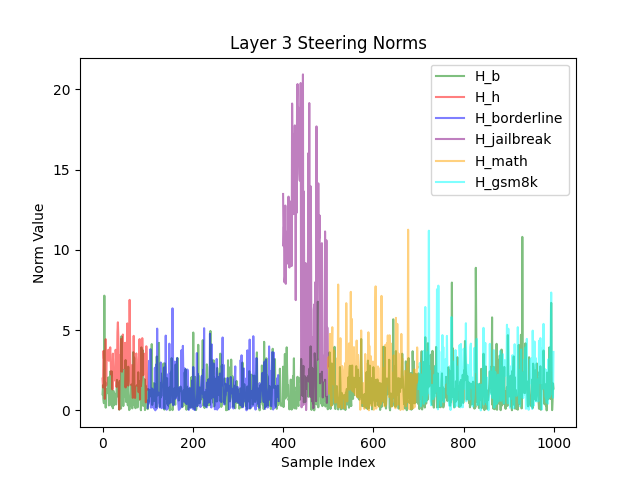 Layer 3 Steering Norms
H_b
H_h
H_borderline
H_jailbreak
H_math
H_gsm8k
20
15
10
5
0
Norm Value
0 200 400 600 800 1000
Sample Index